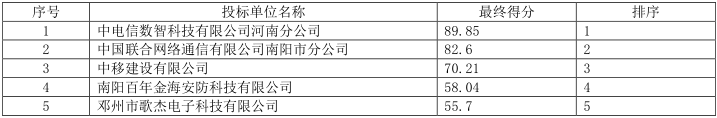 序号 投标单位名称 最终得分 排序
1 中电信数智科技有限公司河南分公司 89.85 1
2 中国联合网络通信有限公司南阳市分公司 82.6 2
3 中移建设有限公司 70.21 3
4 南阳百年金海安防科技有限公司 58.04 4
5 邓州市歌杰电子科技有限公司 55.7 5